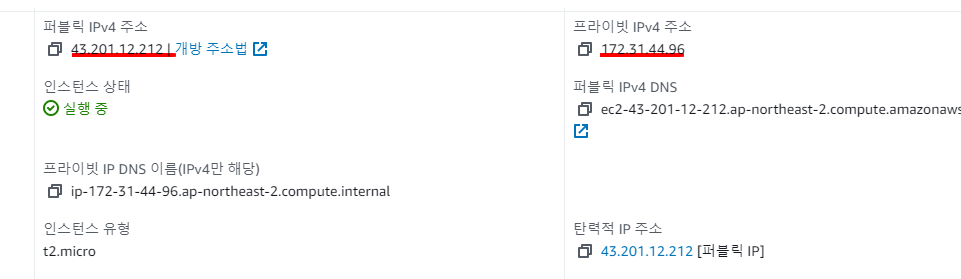 퍼블릭 IPv4 주소
43.201.12.212 | 개방 주소법
인스턴스 상태
실행 중
프라이빗 IP DNS 이름(IPv4만 해당)
ip-172-31-44-96.ap-northeast-2.compute.internal
인스턴스 유형
t2.micro
프라이빗 IPv4 주소
172.31.44.96
퍼블릭 IPv4 DNS
ec2-43-201-12-212.ap-northeast-2.compute.amazonaws
탄력적 IP 주소
43.201.12.212 [퍼블릭 IP]